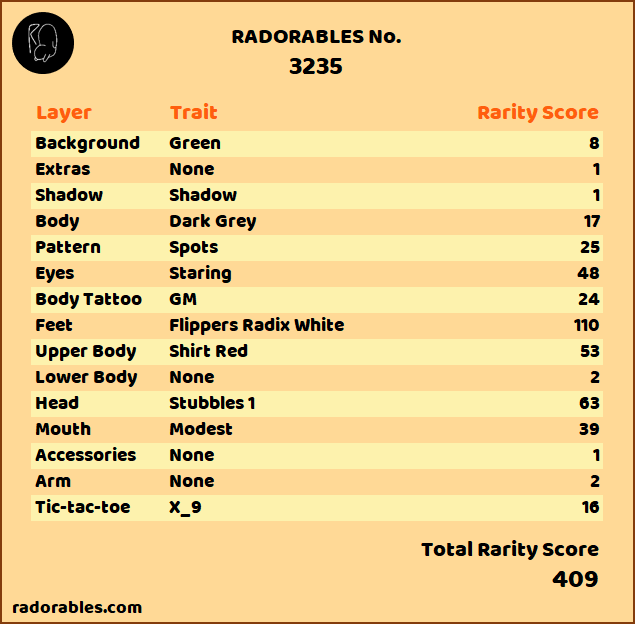 RADORABLES No.
3235
Layer Trait Rarity Score
Background Green 8
Extras None 1
Shadow Shadow 1
Body Dark Grey 17
Pattern Spots 25
Eyes Staring 48
Body Tattoo GM 24
Feet Flippers Radix White 110
Upper Body Shirt Red 53
Lower Body None 2
Head Stubbles 1 63
Mouth Modest 39
Accessories None 1
Arm None 2
Tic-tac-toe X_9 16
Total Rarity Score
409
radorables.com